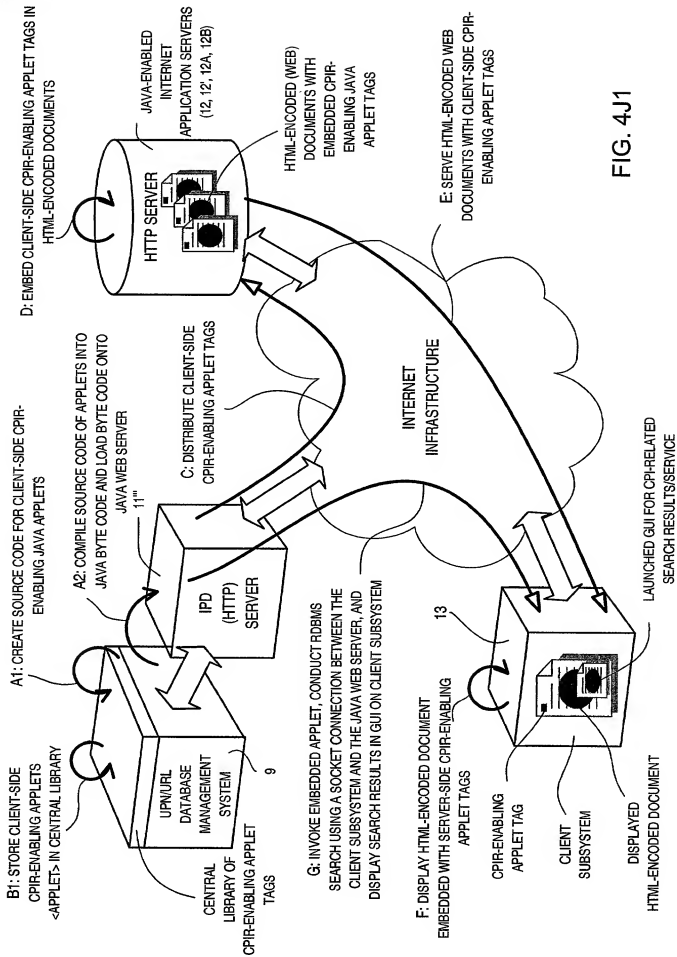 B1: STORE CLIENT-SIDE
CPIR-ENABLING APPLETS
<APPLET> IN CENTRAL LIBRARY
A1: CREATE SOURCE CODE FOR CLIENT-SIDE CPIR-
ENABLING JAVA APPLETS
A2: COMPILE SOURCE CODE OF APPLETS INTO
JAVA BYTE CODE AND LOAD BYTE CODE ONTO
JAVA WEB SERVER
11'''
D: EMBED CLIENT-SIDE CPIR-ENABLING APPLET TAGS IN
HTML-ENCODED DOCUMENTS
UPN/URL
DATABASE
MANAGEMENT
SYSTEM
9
CENTRAL
LIBRARY OF
CPIR-ENABLING APPLET
TAGS
IPD
(HTTP)
SERVER
C: DISTRIBUTE CLIENT-SIDE
CPIR-ENABLING APPLET TAGS
HTTP SERVER
JAVA-ENABLED
INTERNET
APPLICATION SERVERS
(12, 12', 12A, 12B)
HTML-ENCODED (WEB)
DOCUMENTS WITH
EMBEDDED CPIR-
ENABLING JAVA
APPLET TAGS
G: INVOKE EMBEDDED APPLET, CONDUCT RDBMS
SEARCH USING A SOCKET CONNECTION BETWEEN THE
CLIENT SUBSYSTEM AND THE JAVA WEB SERVER, AND
DISPLAY SEARCH RESULTS IN GUI ON CLIENT SUBSYSTEM
INTERNET
INFRASTRUCTURE
E: SERVE HTML-ENCODED WEB
DOCUMENTS WITH CLIENT-SIDE CPIR-
ENABLING APPLET TAGS
F: DISPLAY HTML-ENCODED DOCUMENT
EMBEDDED WITH SERVER-SIDE CPIR-ENABLING
APPLET TAGS
13
CPIR-ENABLING
APPLET TAG
CLIENT
SUBSYSTEM
DISPLAYED
HTML-ENCODED DOCUMENT
LAUNCHED GUI FOR CPI-RELATED
SEARCH RESULTS/SERVICE
FIG. 4J1